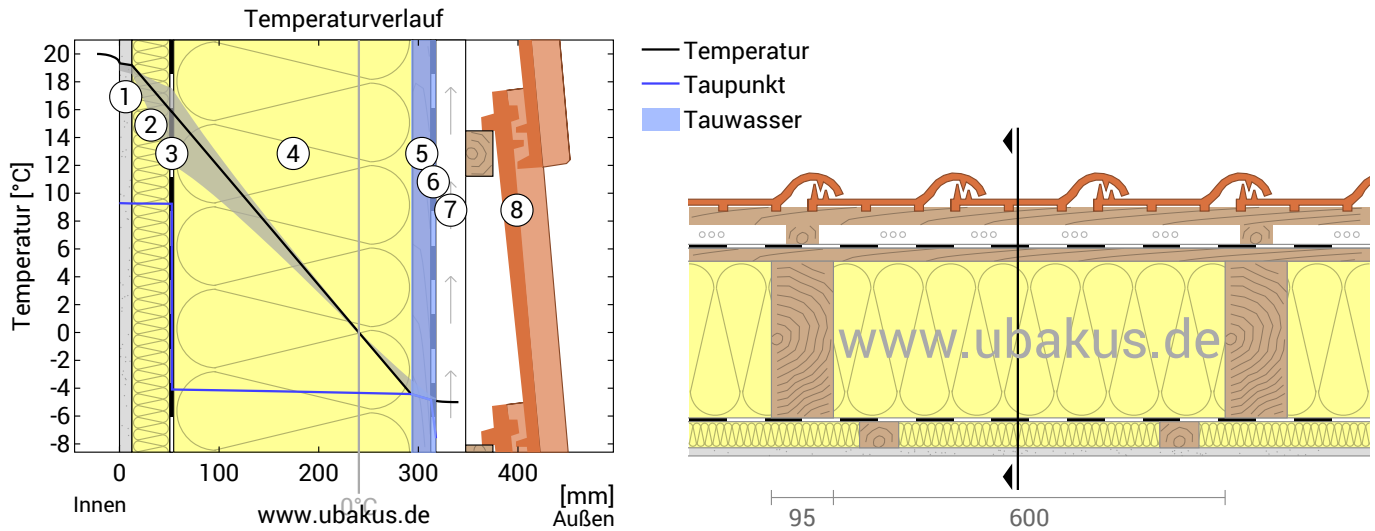 Temperaturverlauf
Temperatur
Taupunkt
Tauwasser
Temperatur [°C]
20
18
16
14
12
10
8
6
4
2
0
-2
-4
-6
-8
1
2
3
4
5
6
7
8
0
100
200
300
400
[mm]
Innen
0°C
www.ubakus.de
Außen
www.ubakus.de
95
600